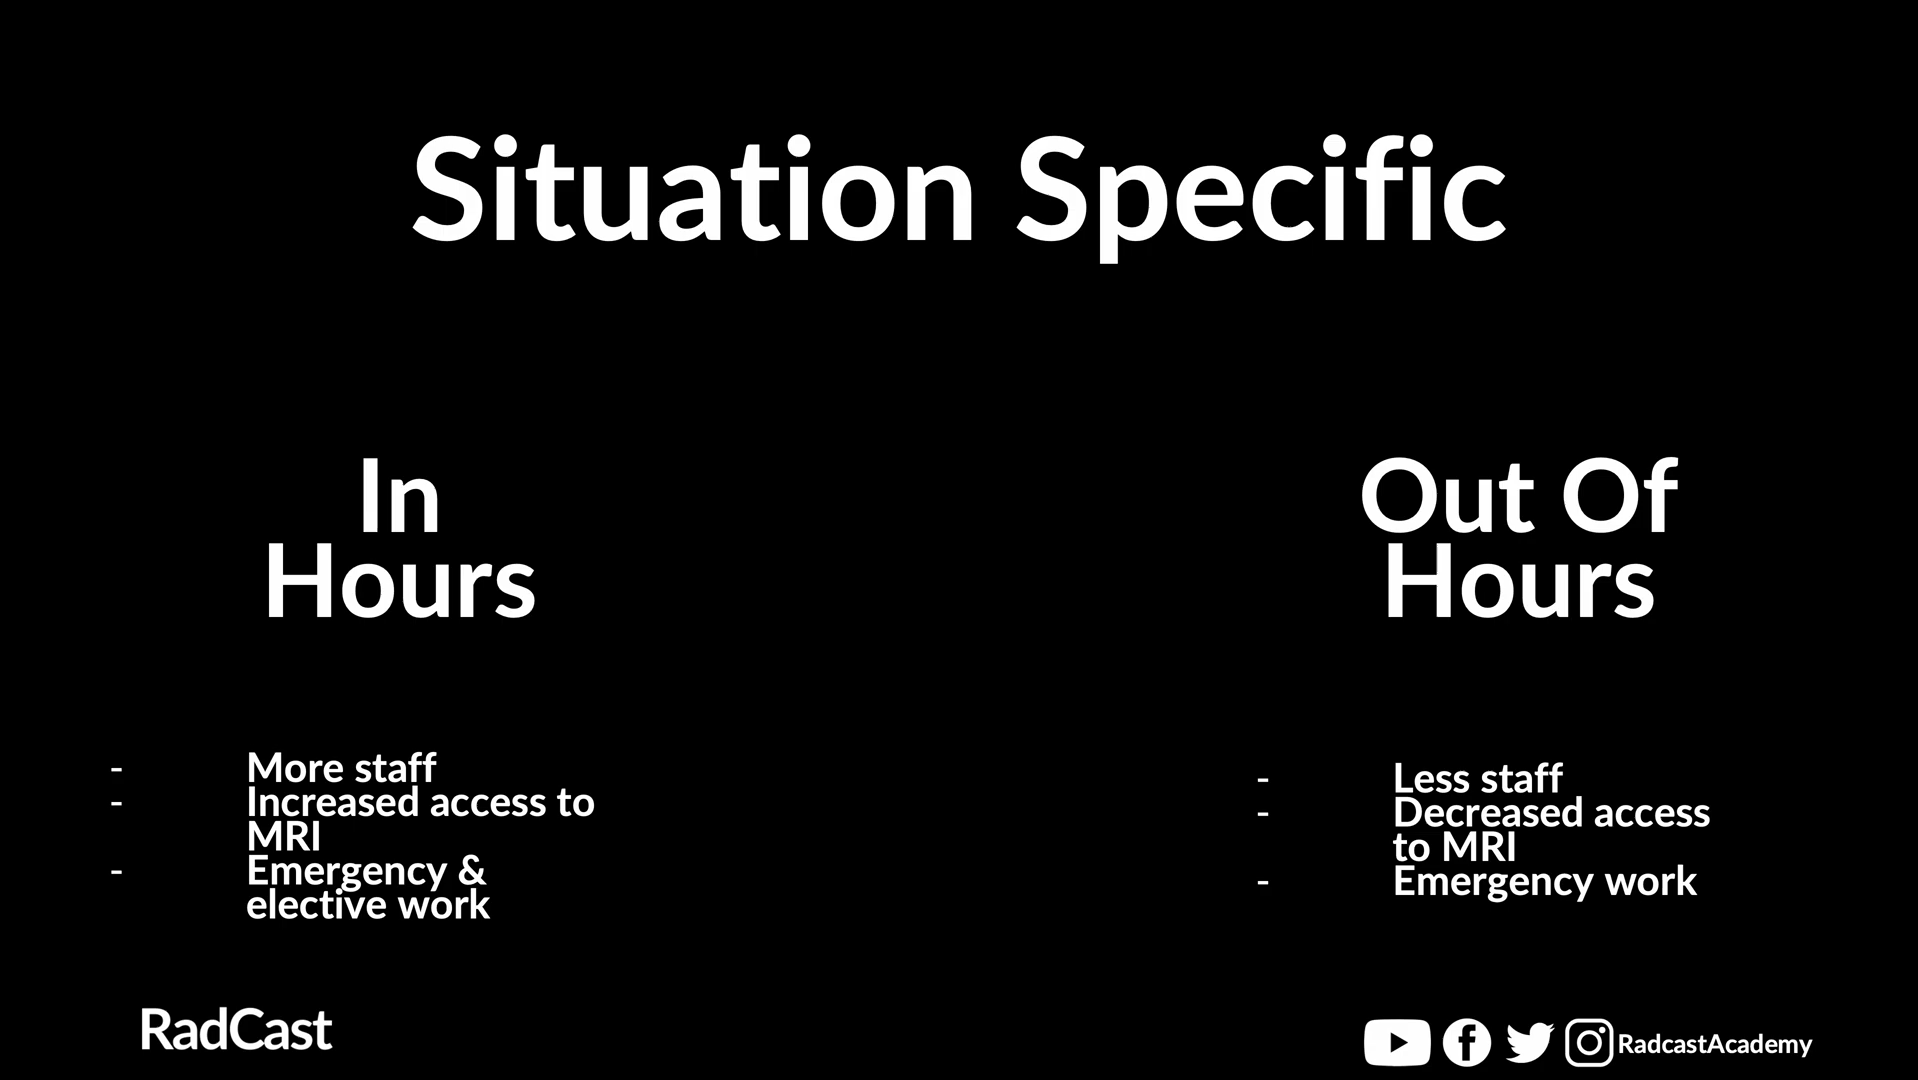 Situation Specific
In
Hours
- More staff
- Increased access to
MRI
- Emergency &
elective work
Out Of
Hours
- Less staff
- Decreased access
to MRI
- Emergency work
RadCast
RadcastAcademy